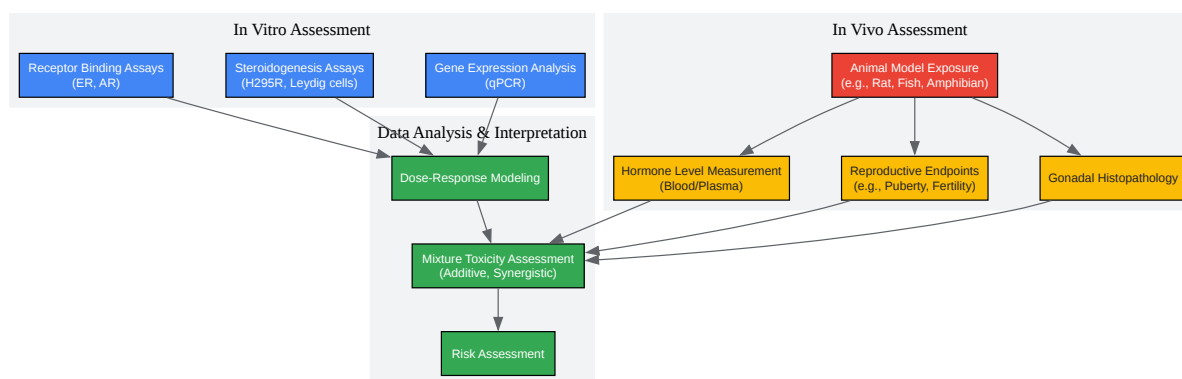 In Vitro Assessment
In Vivo Assessment
Receptor Binding Assays
(ER, AR)
Steroidogenesis Assays
(H295R, Leydig cells)
Gene Expression Analysis
(qPCR)
Animal Model Exposure
(e.g., Rat, Fish, Amphibian)
Data Analysis & Interpretation
Dose-Response Modeling
Hormone Level Measurement
(Blood/Plasma)
Reproductive Endpoints
(e.g., Puberty, Fertility)
Gonadal Histopathology
Mixture Toxicity Assessment
(Additive, Synergistic)
Risk Assessment